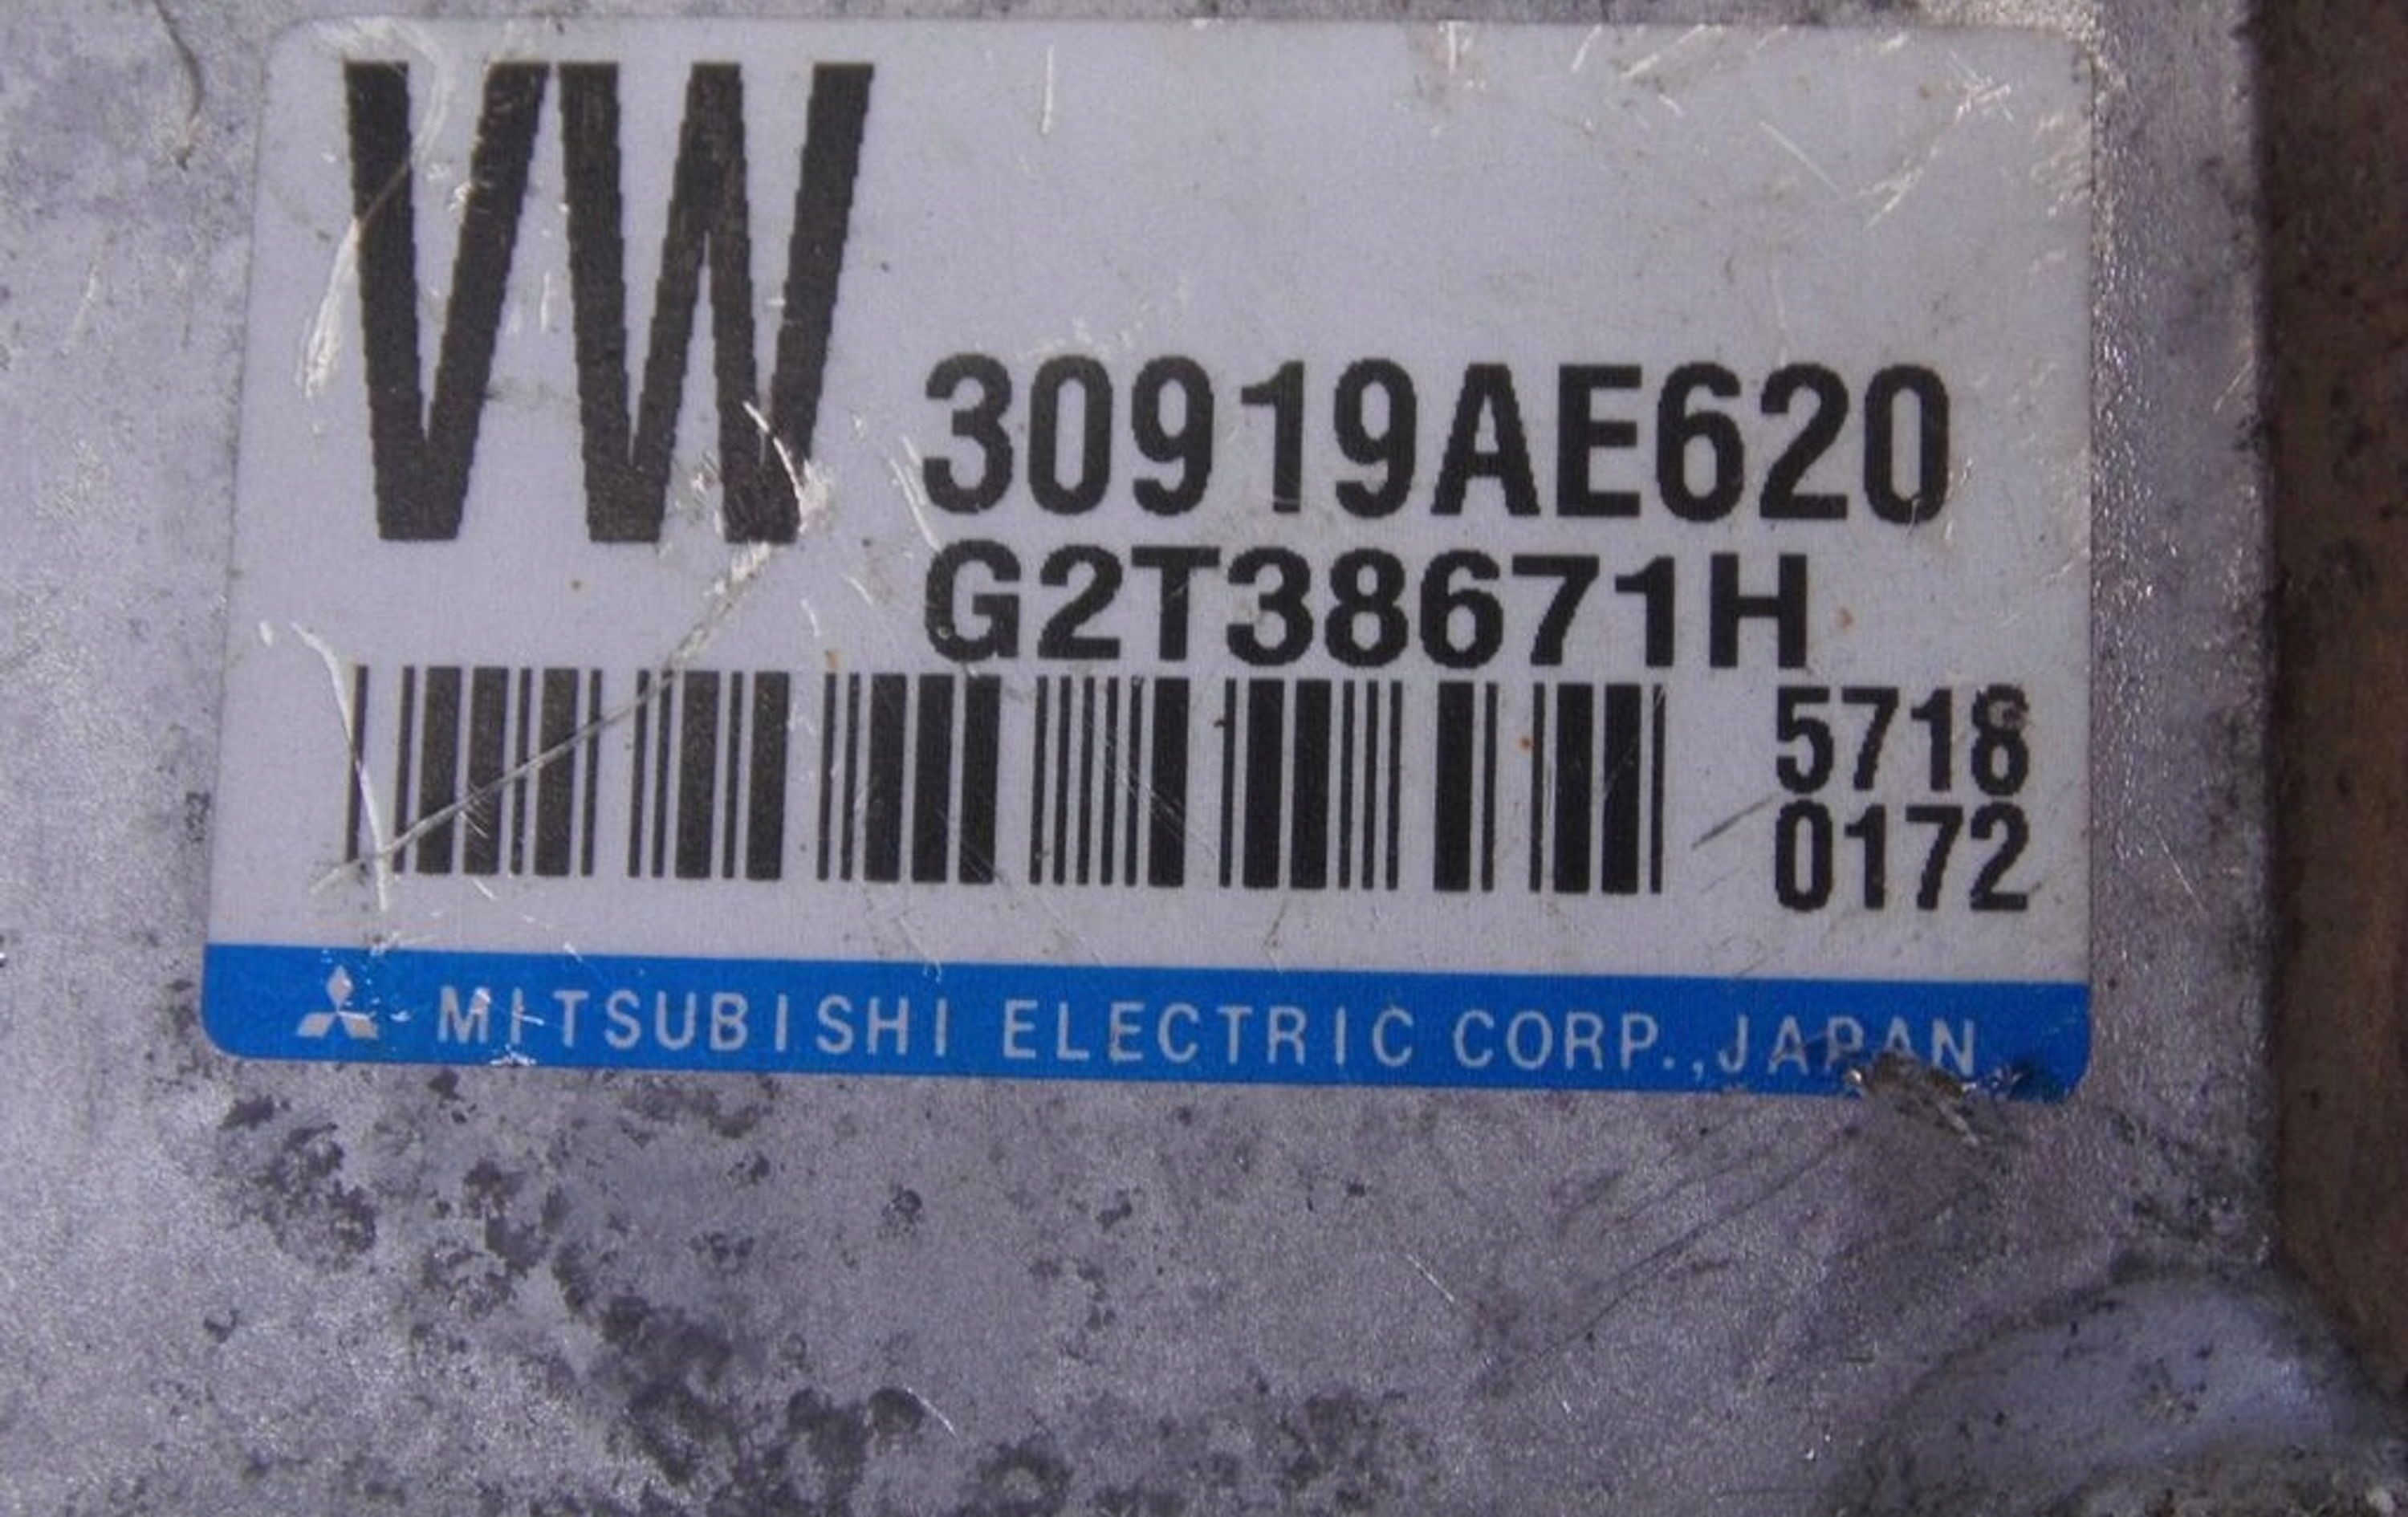 VW
30919AE620
G2T38671H
5718
0172
MITSUBISHI ELECTRIC CORP.,JAPAN